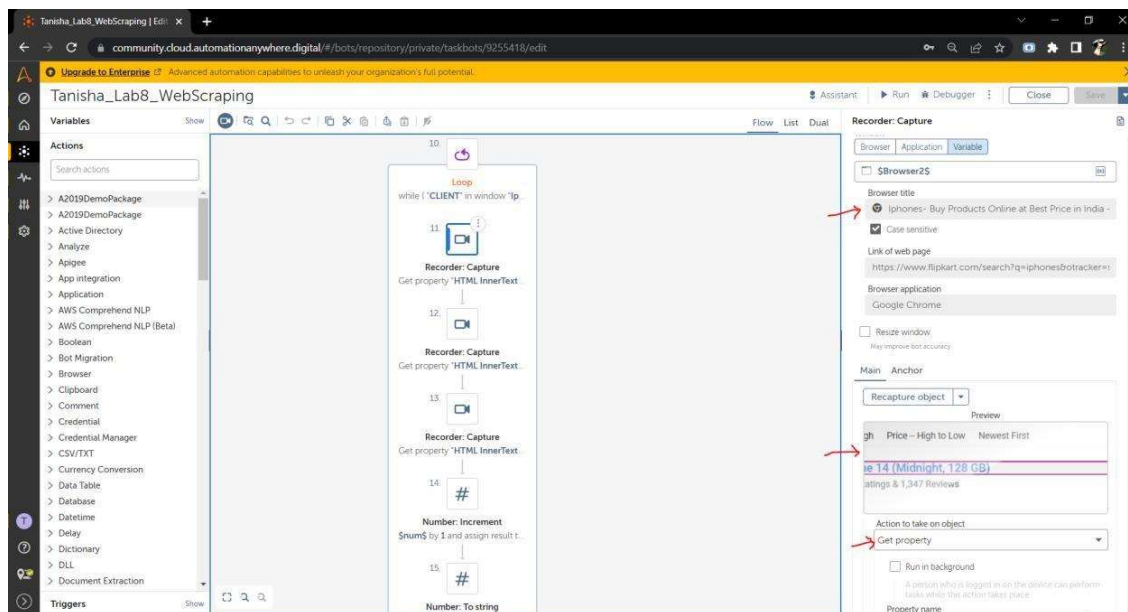 Tanisha_Lab8_WebScraping | Edit
community.cloud.automationanywhere.digital/#/bots/repository/private/taskbots/9255418/edit
Upgrade to Enterprise Advanced automation capabilities to unleash your organization's full potential.
Tanisha_Lab8_WebScraping
Assistant Run Debugger Close Save
Variables Show
Flow List Dual
Actions
Search actions
A2019DemoPackage
A2019DemoPackage
Active Directory
Analyze
Apigee
App integration
Application
AWS Comprehend NLP
AWS Comprehend NLP (Beta)
Boolean
Bot Migration
Browser
Clipboard
Comment
Credential
Credential Manager
CSV/TXT
Currency Conversion
Data Table
Database
Datetime
Delay
Dictionary
DLL
Document Extraction
Triggers Show
T
10.
Loop
while ( "CLIENT" in window "Ip...
11.
Recorder: Capture
Get property "HTML InnerText...
12.
Recorder: Capture
Get property "HTML InnerText...
13.
Recorder: Capture
Get property "HTML InnerText...
14.
#
Number: Increment
$num$ by 1 and assign result t...
15.
#
Number: To string
Recorder: Capture
Browser Application Variable
$Browser2$
Browser title
Iphones- Buy Products Online at Best Price in India -
Case sensitive
Link of web page
https://www.flipkart.com/search?q=iphones&otracker=
Browser application
Google Chrome
Resize window
May improve bot accuracy
Main Anchor
Recapture object
Preview
gh Price -- High to Low Newest First
e 14 (Midnight, 128 GB)
atings & 1,347 Reviews
Action to take on object
Get property
Run in background
A person who is logged in on the device can perform
tasks while this action takes place
Property name